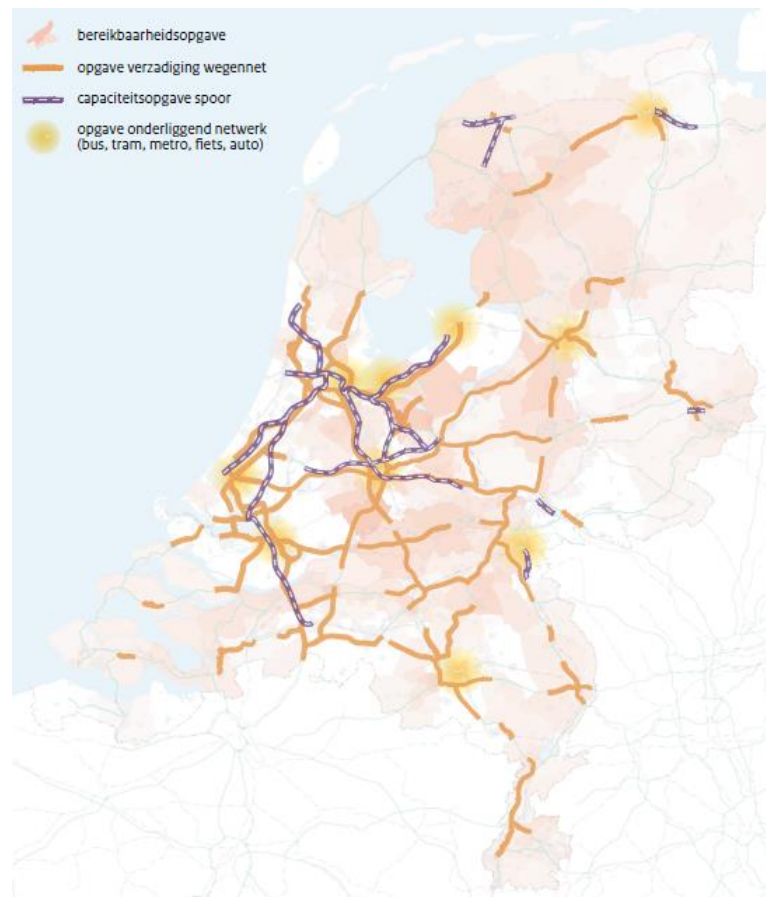 bereikbaarheidsopgave
opgave verzadiging wegennet
capaciteitsopgave spoor
opgave onderliggend netwerk
(bus, tram, metro, fiets, auto)